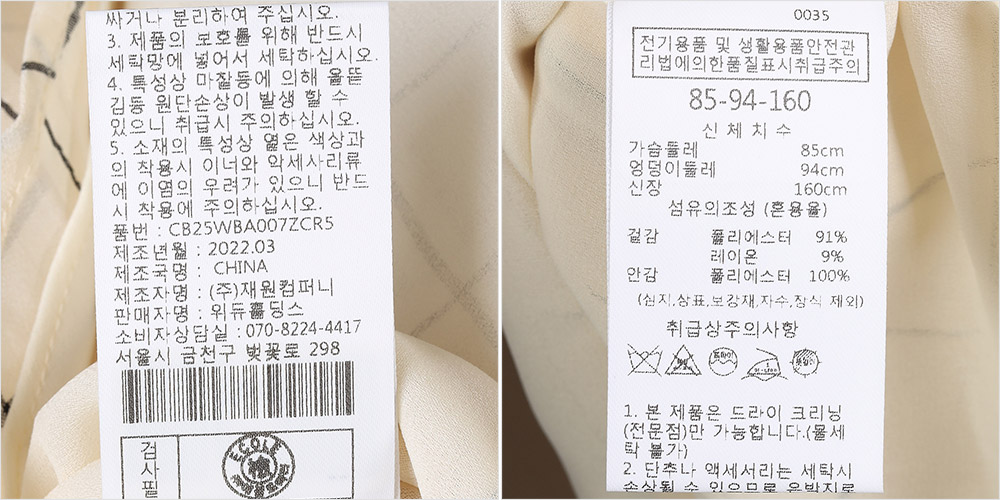 싸거나 분리하여 주십시오.
3. 제품의 보호를 위해 반드시
세탁망에 넣어서 세탁하십시오.
4. 특성상 마찰등에 의해 올뜯
김등 원단손상이 발생 할 수
있으니 취급시 주의하십시오.
5. 소재의 특성상 옅은 색상과
의 착용시 이너와 악세사리류
에 이염의 우려가 있으니 반드
시 착용에 주의하십시오.
품번 : CB25WBA007ZCR5
제조년월 : 2022.03
제조국명 : CHINA
제조자명 : (주)재원컴퍼니
판매자명 : 위듀홀딩스
소비자상담실 : 070-8224-4417
서울시 금천구 벚꽃로 298
검사필
ECOLE
0035
전기용품 및 생활용품안전관
리법에의한품질표시취급주의
85-94-160
신체치수
가슴둘레 85cm
엉덩이둘레 94cm
신장 160cm
섬유의조성 (혼용율)
겉감 폴리에스터 91%
레이온 9%
안감 폴리에스터 100%
(심지,상표,보강재,자수,장식 제외)
취급상주의사항
드라이
1. 본 제품은 드라이 크리닝
(전문점)만 가능합니다.(물세
탁 불가)
2. 단추나 액세서리는 세탁시
손상될 수 있으므로 은박지로